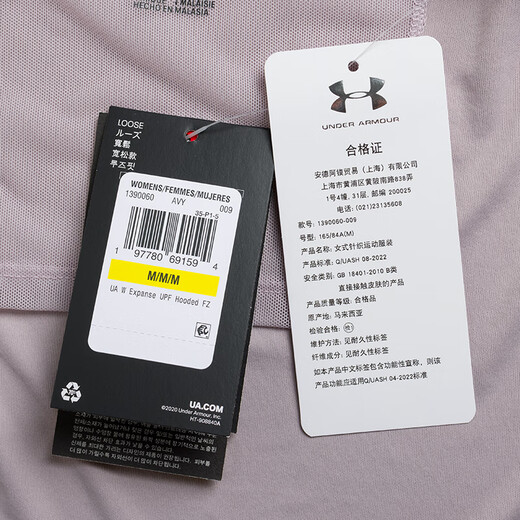 MALAISIE
HECHO EN MALASIA
LOOSE
ルーズ
寬鬆
宽松款
루즈핏
WOMENS/FEMMES/MUJERES
1390060 AVY 009
35-P1-5
1 97780 69159 4
M/M/M
UA W Expanse UPF Hooded FZ
UA.COM
©2020 Under Armour, Inc.
HT-908840A
UNDER ARMOUR
合格证
安德阿镁贸易（上海）有限公司
上海市黄浦区黄陂南路838弄
1号4幢, 31层, 邮编 200025
电话: (021)23135608
款号: 1390060-009
号型: 165/84A(M)
产品名称: 女式针织运动服装
产品标准: Q/UASH 08-2022
安全类别: GB 18401-2010 B类
直接接触皮肤的产品
产品质量等级: 合格品
原产地: 马来西亚
检验合格:
维护方法: 见耐久性标签
纤维成分: 见耐久性标签
如本产品中文标签包含功能性宣称, 则该
产品功能应适用Q/UASH 04-2022标准